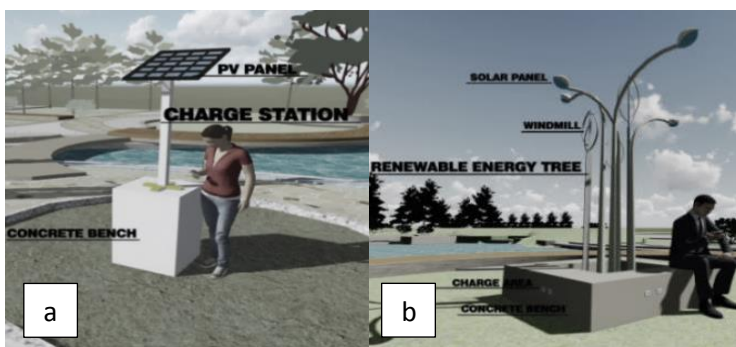 PV PANEL
CHARGE STATION
CONCRETE BENCH
a
SOLAR PANEL
WINDMILL
RENEWABLE ENERGY TREE
CHARGE AREA
CONCRETE BENCH
b